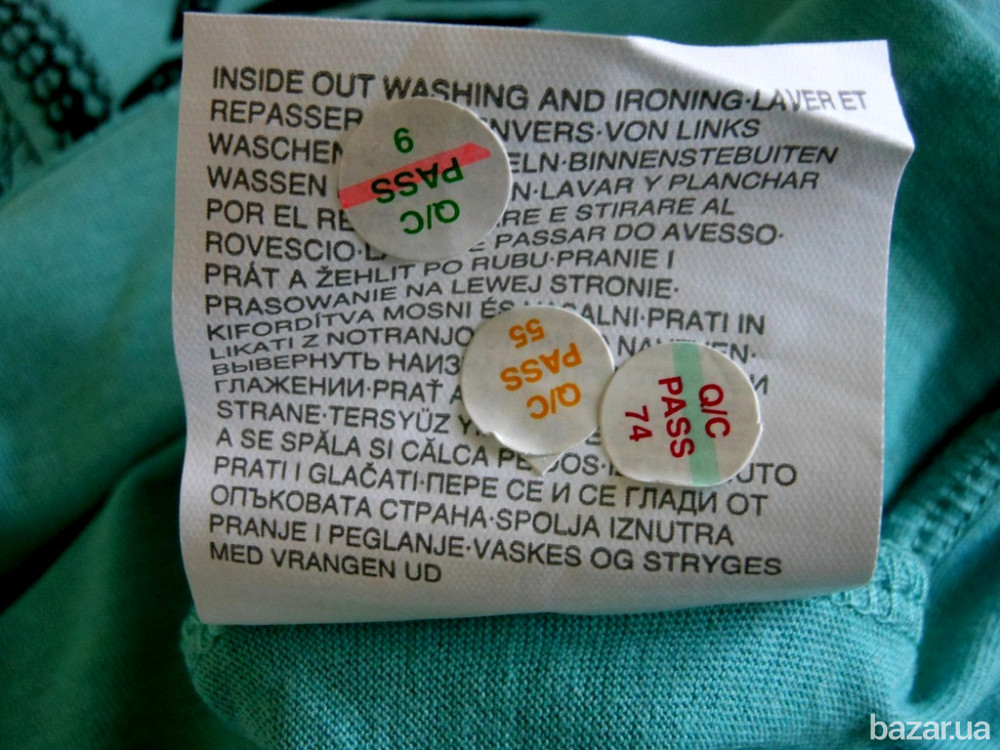 INSIDE OUT WASHING AND IRONING·LAVER ET
REPASSER NVERS·VON LINKS
WASCHEN ELN·BINNENSTEBUITEN
WASSEN N·LAVAR Y PLANCHAR
POR EL RE RE E STIRARE AL
ROVESCIO·L E PASSAR DO AVESSO·
PRÁT A ŽEHLIT PO RUBU·PRANIE I
PRASOWANIE NA LEWEJ STRONIE·
KIFORDÍTVA MOSNI ÉS VASALNI·PRATI IN
LIKATI Z NOTRANJO
ВЫВЕРНУТЬ НАИЗ
ГЛАЖЕНИИ·PRAŤ A
STRANE·TERSYÜZ Y
A SE SPĂLA SI CĂLCA PE DOS· UTO
PRATI I GLAČATI·ПЕРЕ СЕ И СЕ ГЛАДИ ОТ
ОПЪКОВАТА СТРАНА·SPOLJA IZNUTRA
PRANJE I PEGLANJE·VASKES OG STRYGES
MED VRANGEN UD
Q/C
PASS
9
Q/C
PASS
55
Q/C
PASS
74
bazar.ua